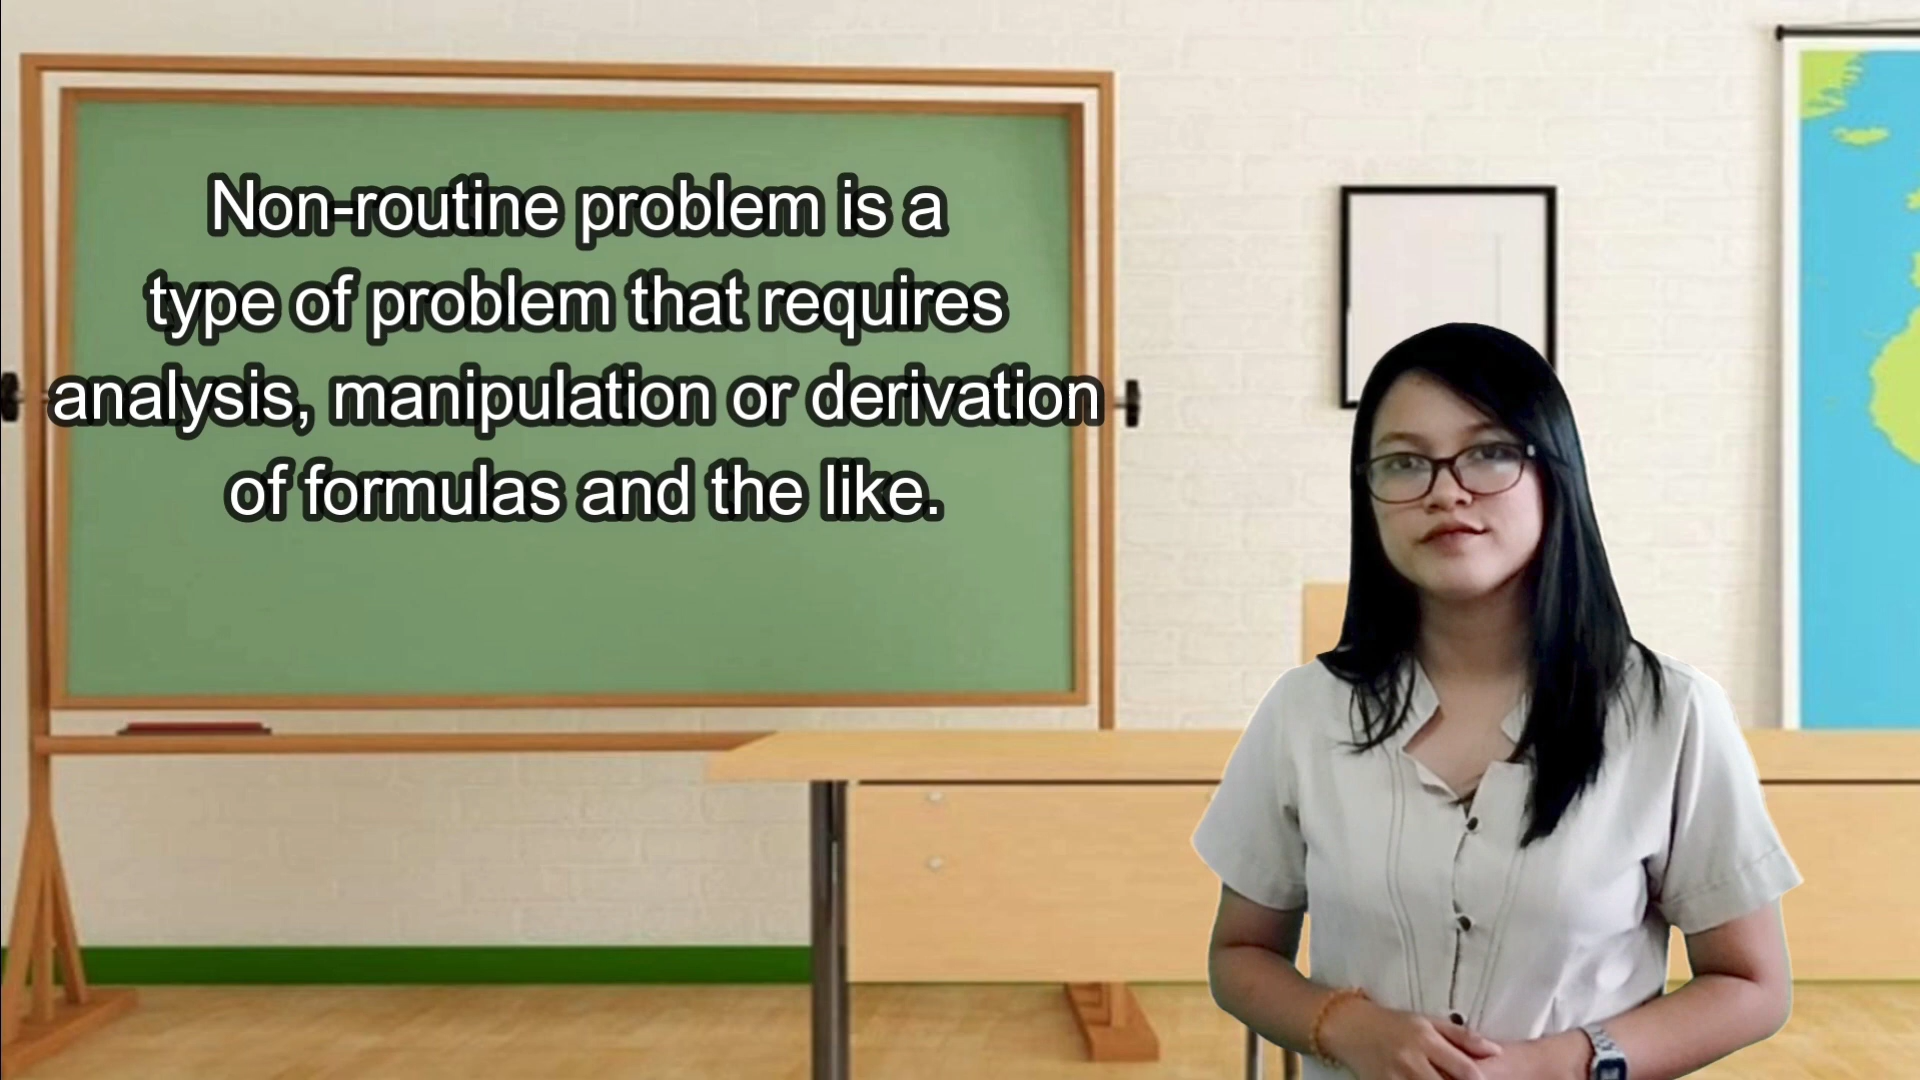 Non-routine problem is a
type of problem that requires
analysis, manipulation or derivation
of formulas and the like.